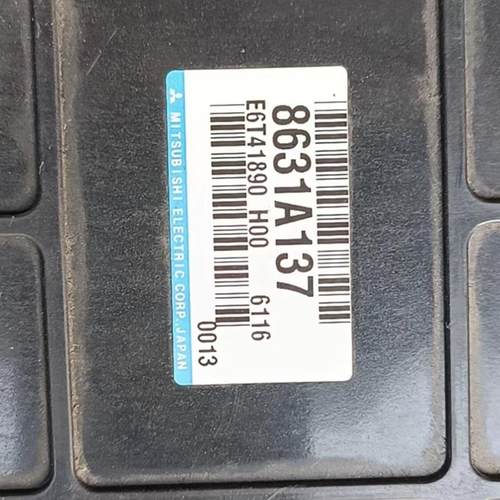 8631A137
E6T41890 H00 6116
0013
MITSUBISHI ELECTRIC CORP.,JAPAN